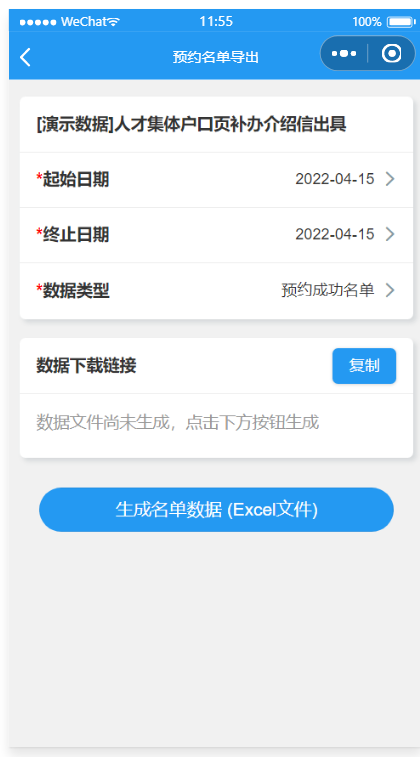 WeChat 11:55 100%
预约名单导出
[演示数据]人才集体户口页补办介绍信出具
*起始日期 2022-04-15
*终止日期 2022-04-15
*数据类型 预约成功名单
数据下载链接 复制
数据文件尚未生成，点击下方按钮生成
生成名单数据 (Excel文件)